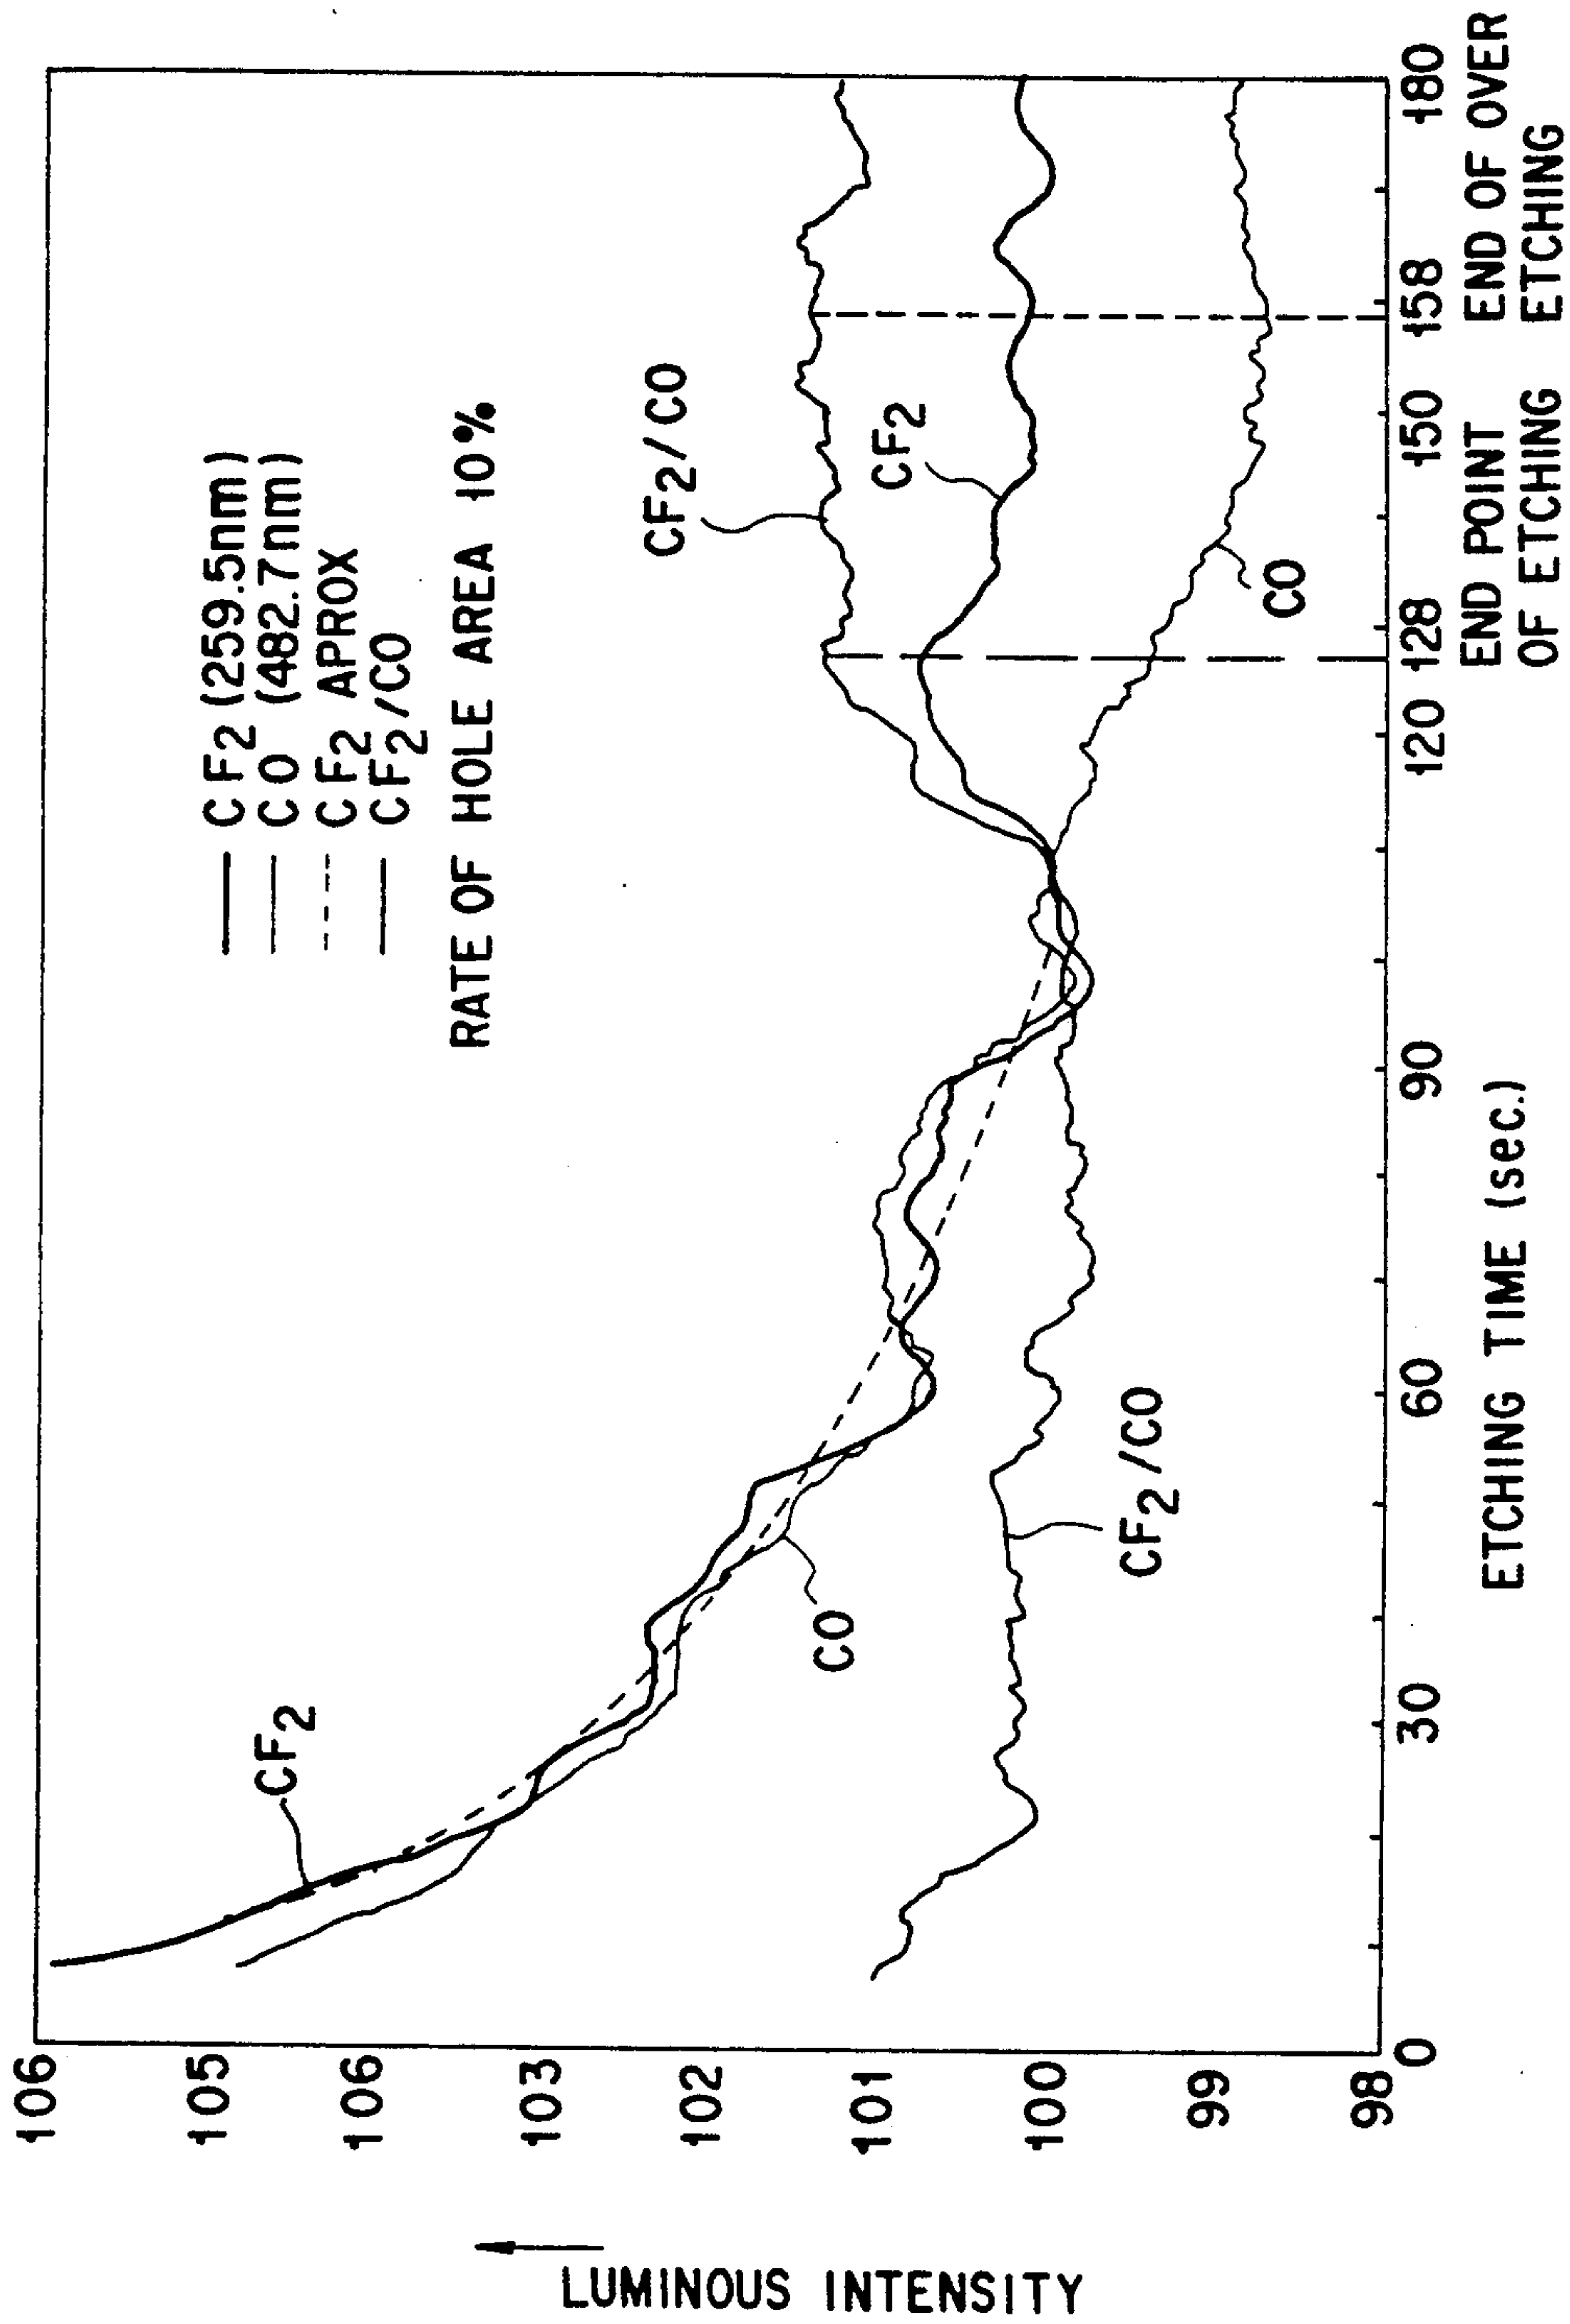 CF2 (259.5nm)
CO (482.7nm)
CF2 APROX
CF2/CO
RATE OF HOLE AREA 10%
106
105
106
103
102
101
100
99
98
LUMINOUS INTENSITY
CF2
CO
CF2/CO
CF2/CO
CF2
CO
0
30
60
90
120
128
150
158
180
ETCHING TIME (sec.)
END POINT
OF ETCHING
END OF OVER
ETCHING